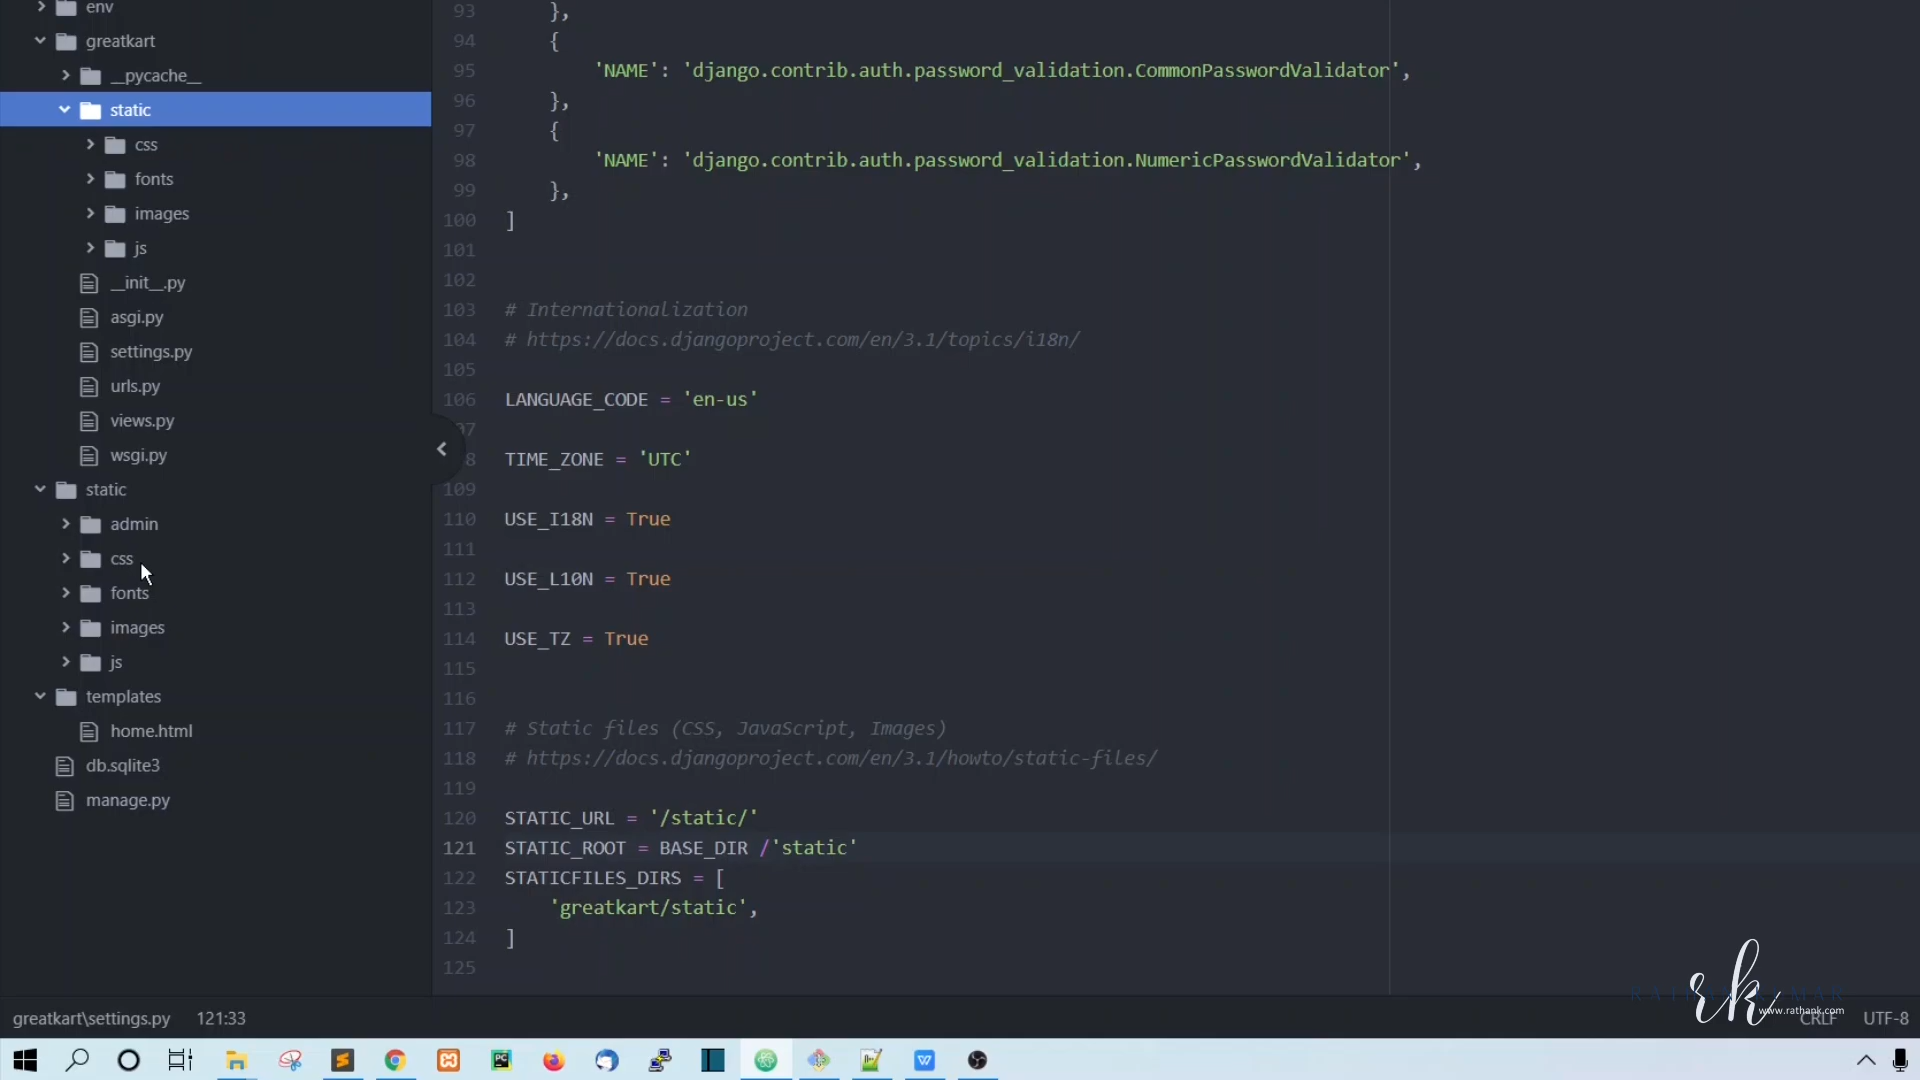 env
greatkart
__pycache__
static
css
fonts
images
js
__init__.py
asgi.py
settings.py
urls.py
views.py
wsgi.py
static
admin
css
fonts
images
js
templates
home.html
db.sqlite3
manage.py
93 },
94 {
95 'NAME': 'django.contrib.auth.password_validation.CommonPasswordValidator',
96 },
97 {
98 'NAME': 'django.contrib.auth.password_validation.NumericPasswordValidator',
99 },
100 ]
101
102
103 # Internationalization
104 # https://docs.djangoproject.com/en/3.1/topics/i18n/
105
106 LANGUAGE_CODE = 'en-us'
07
8 TIME_ZONE = 'UTC'
109
110 USE_I18N = True
111
112 USE_L10N = True
113
114 USE_TZ = True
115
116
117 # Static files (CSS, JavaScript, Images)
118 # https://docs.djangoproject.com/en/3.1/howto/static-files/
119
120 STATIC_URL = '/static/'
121 STATIC_ROOT = BASE_DIR /'static'
122 STATICFILES_DIRS = [
123 'greatkart/static',
124 ]
125
rk
www.rathank.com
greatkart\settings.py 121:33 CRLF UTF-8